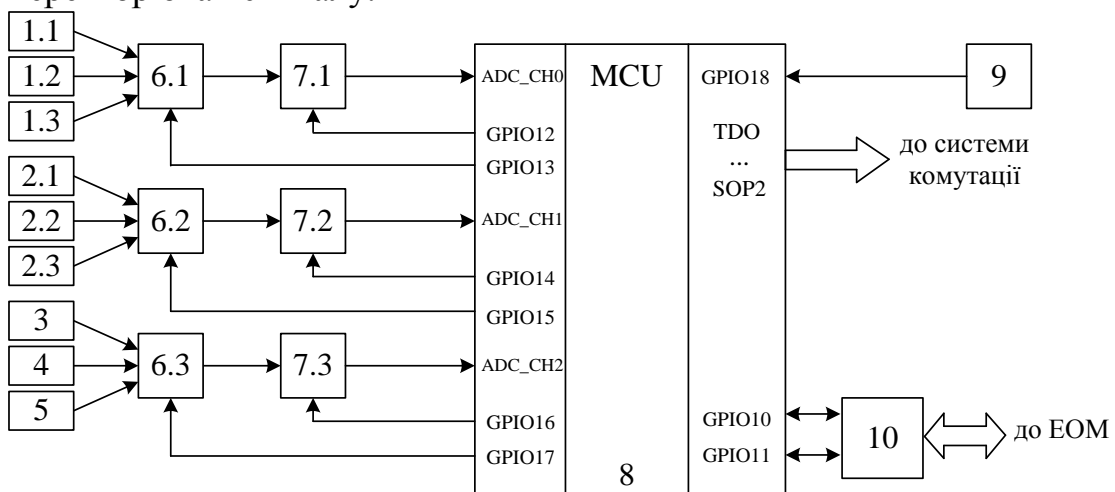 1.1
1.2
1.3
6.1
7.1
ADC_CH0
MCU
GPIO18
9
GPIO12
GPIO13
TDO
...
SOP2
до системи
комутації
2.1
2.2
2.3
6.2
7.2
ADC_CH1
GPIO14
GPIO15
3
4
5
6.3
7.3
ADC_CH2
GPIO16
GPIO17
8
GPIO10
GPIO11
10
до ЕОМ